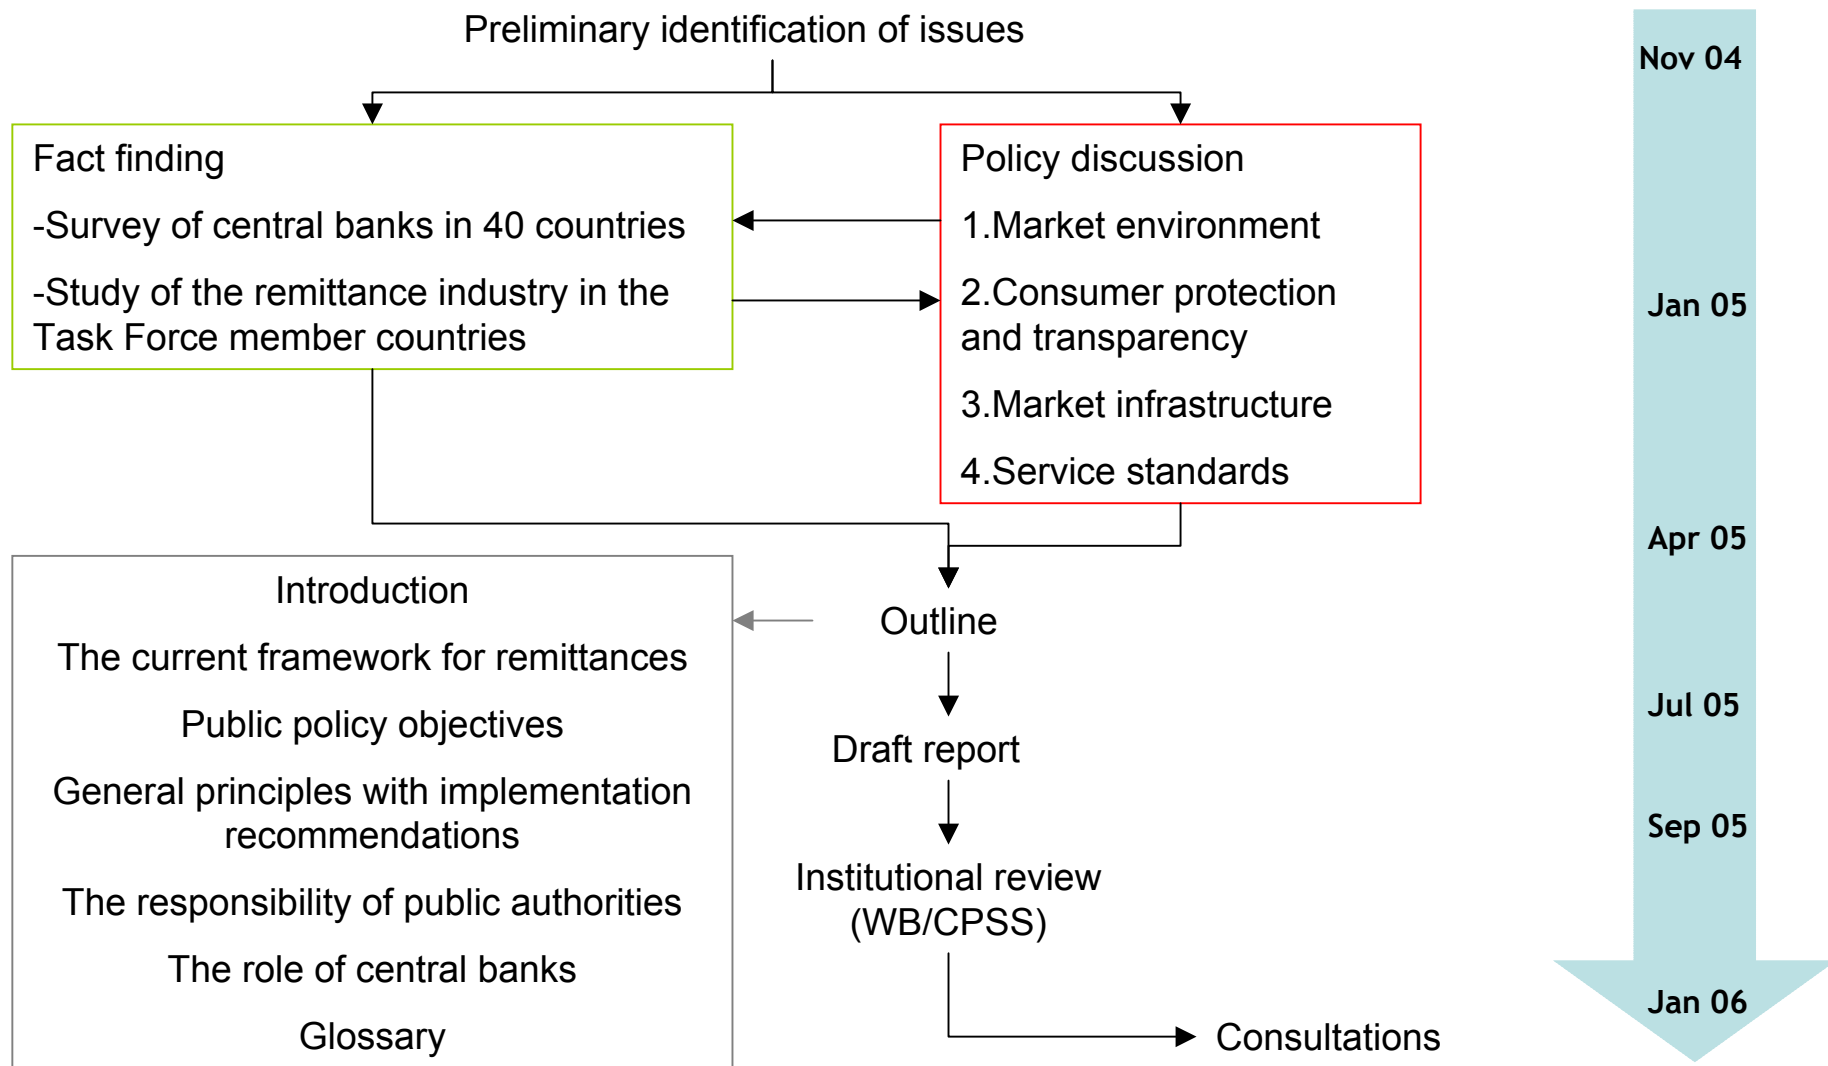 Preliminary identification of issues
Fact finding
-Survey of central banks in 40 countries
-Study of the remittance industry in the
Task Force member countries
Policy discussion
1.Market environment
2.Consumer protection
and transparency
3.Market infrastructure
4.Service standards
Introduction
The current framework for remittances
Public policy objectives
General principles with implementation
recommendations
The responsibility of public authorities
The role of central banks
Glossary
Outline
Draft report
Institutional review
(WB/CPSS)
Consultations
Nov 04
Jan 05
Apr 05
Jul 05
Sep 05
Jan 06